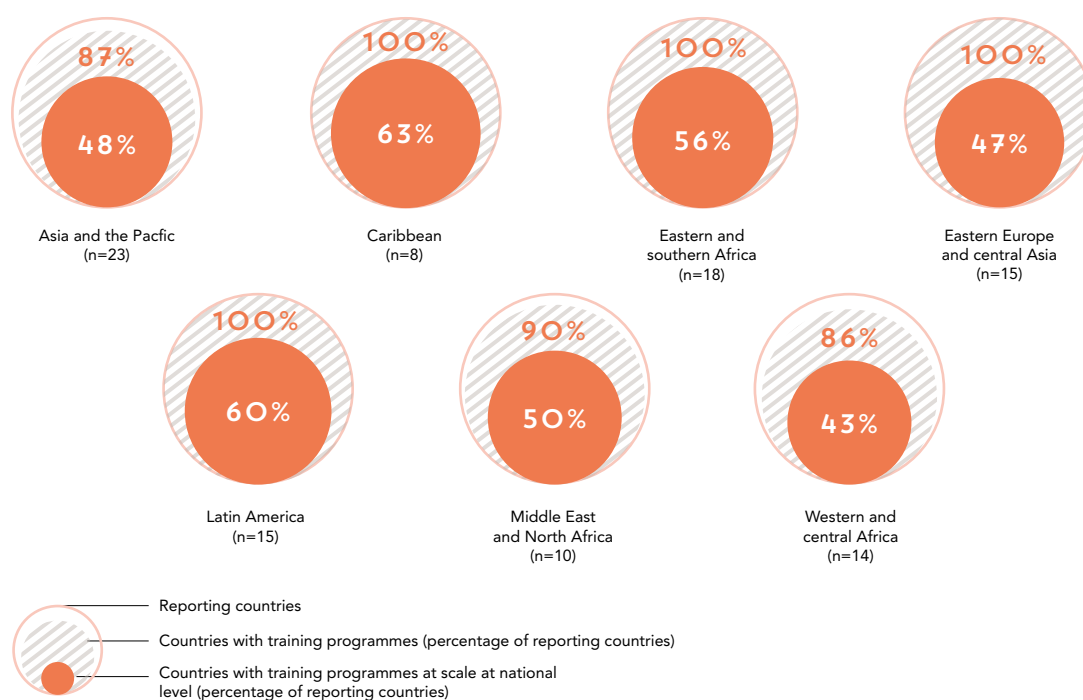 87%
100%
100%
100%
48%
63%
56%
47%
Asia and the Pacfic
(n=23)
Caribbean
(n=8)
Eastern and
southern Africa
(n=18)
Eastern Europe
and central Asia
(n=15)
100%
90%
86%
60%
50%
43%
Latin America
(n=15)
Middle East
and North Africa
(n=10)
Western and
central Africa
(n=14)
Reporting countries
Countries with training programmes (percentage of reporting countries)
Countries with training programmes at scale at national
level (percentage of reporting countries)